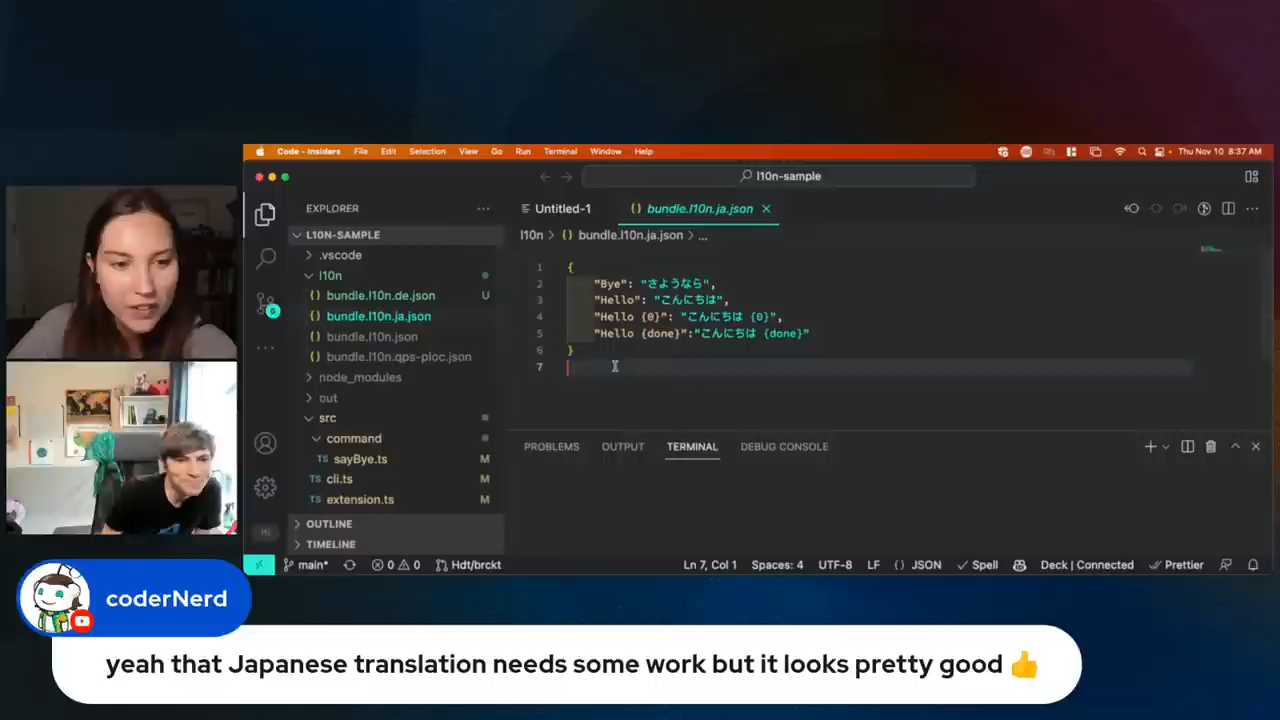 Code - Insiders File Edit Selection View Go Run Terminal Window Help Thu Nov 10 8:37 AM
l10n-sample
EXPLORER
L10N-SAMPLE
.vscode
l10n
bundle.l10n.de.json U
bundle.l10n.ja.json
bundle.l10n.json
bundle.l10n.qps-ploc.json
node_modules
out
src
command
sayBye.ts M
cli.ts M
extension.ts M
OUTLINE
TIMELINE
Untitled-1 bundle.l10n.ja.json
l10n > {} bundle.l10n.ja.json > ...
1 {
2 "Bye": "さようなら",
3 "Hello": "こんにちは",
4 "Hello {0}": "こんにちは {0}",
5 "Hello {done}":"こんにちは {done}"
6 }
7
PROBLEMS OUTPUT TERMINAL DEBUG CONSOLE
main* 0 0 Hdt/brckt Ln 7, Col 1 Spaces: 4 UTF-8 LF {} JSON Spell Deck | Connected Prettier
coderNerd
yeah that Japanese translation needs some work but it looks pretty good 👍